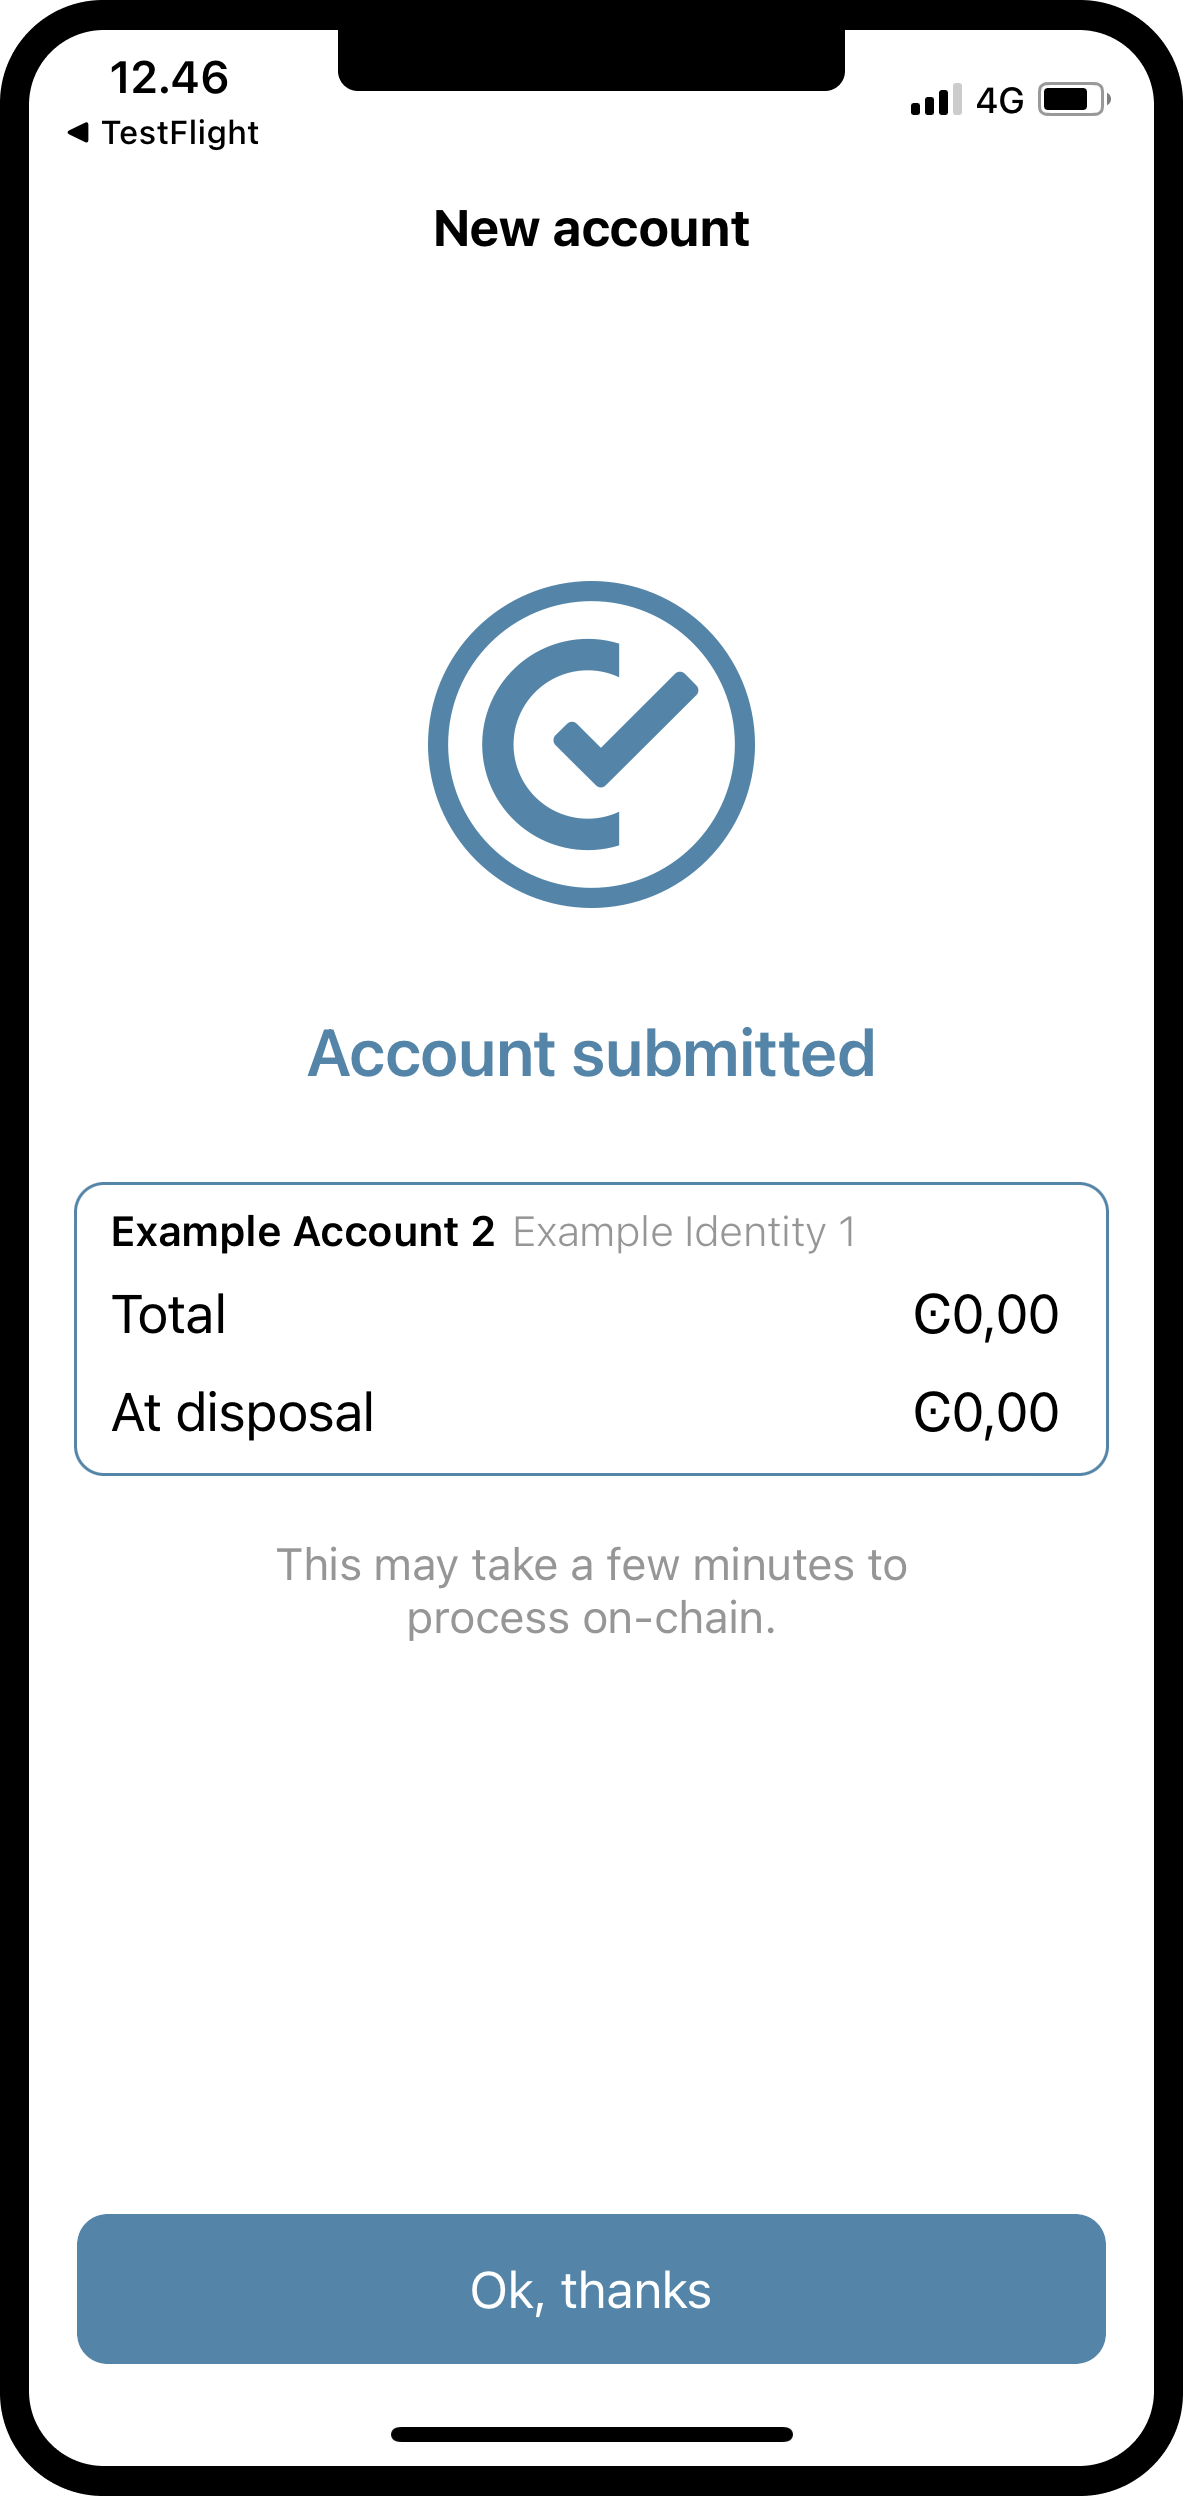 12.46
4G
◀ TestFlight
New account
Account submitted
Example Account 2 Example Identity 1
Total Ͼ0,00
At disposal Ͼ0,00
This may take a few minutes to
process on-chain.
Ok, thanks